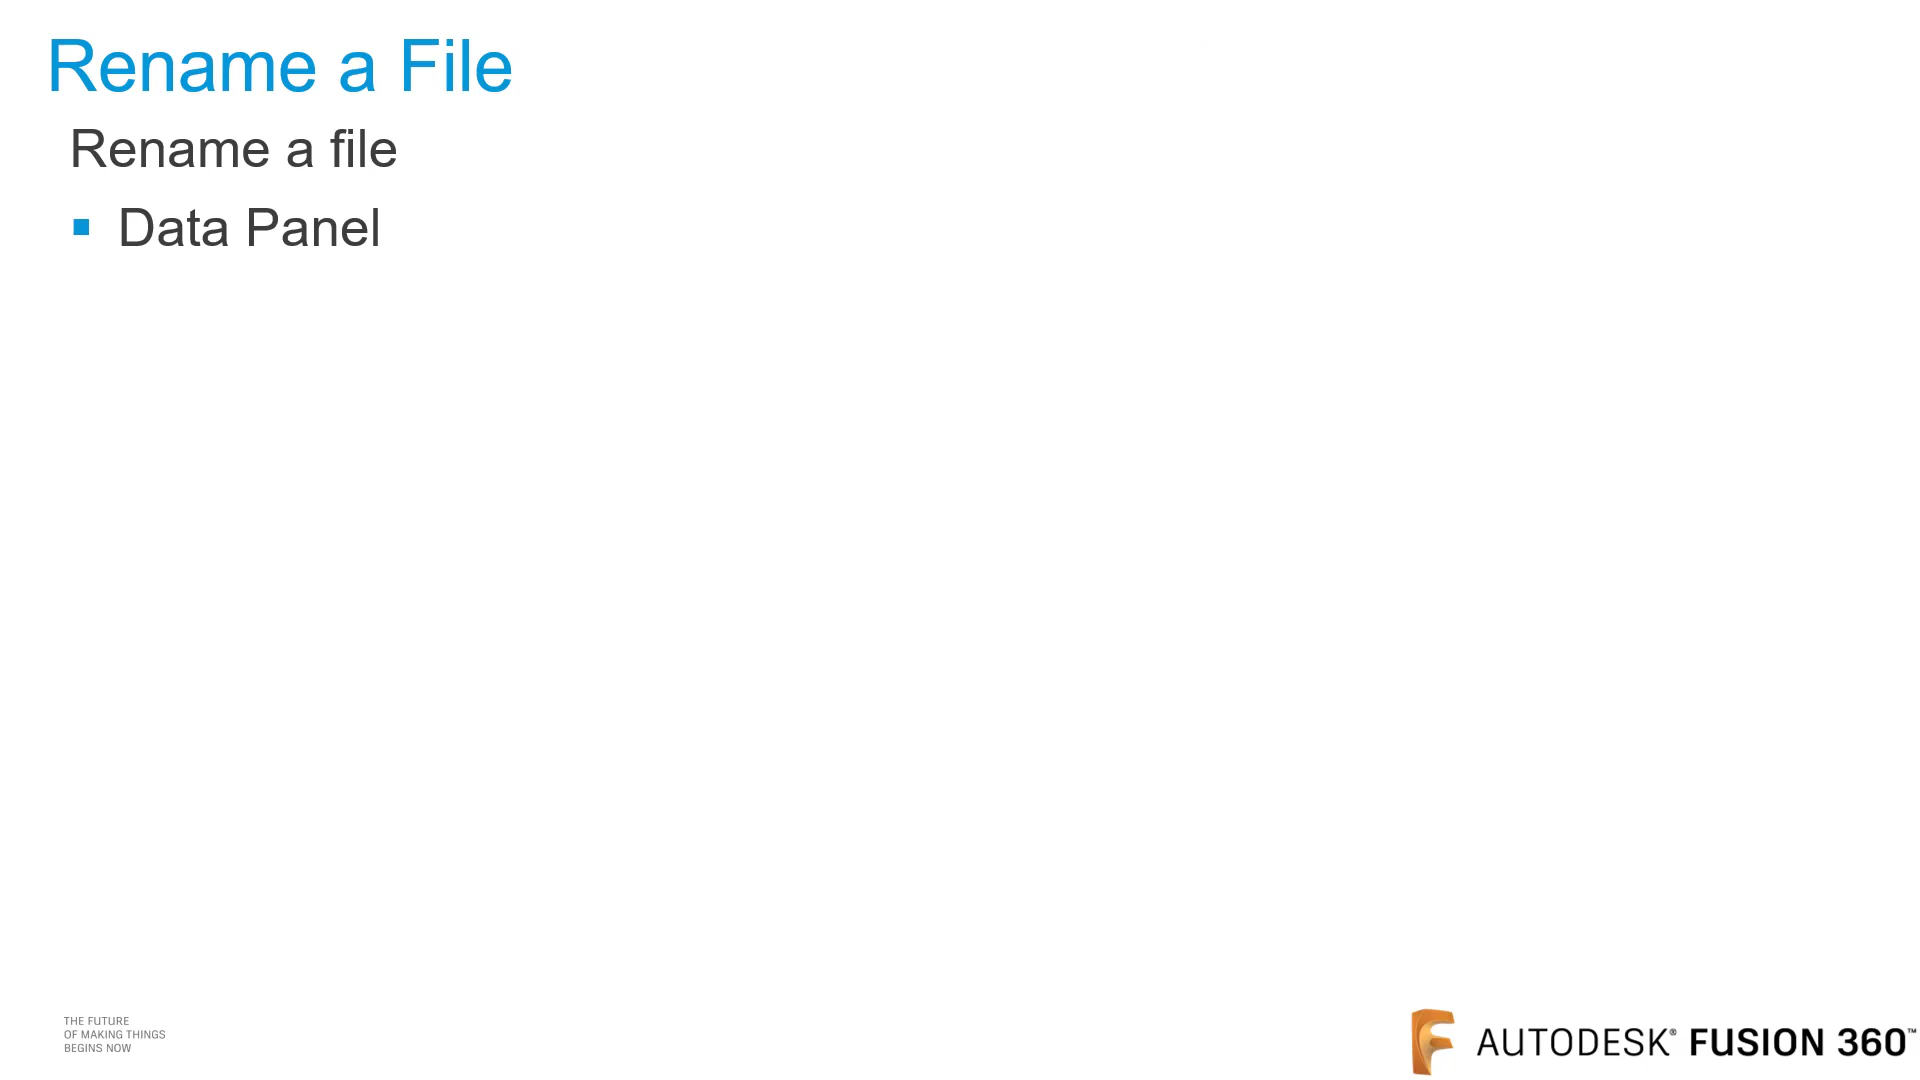 Rename a File
Rename a file
Data Panel
THE FUTURE
OF MAKING THINGS
BEGINS NOW
AUTODESK® FUSION 360™